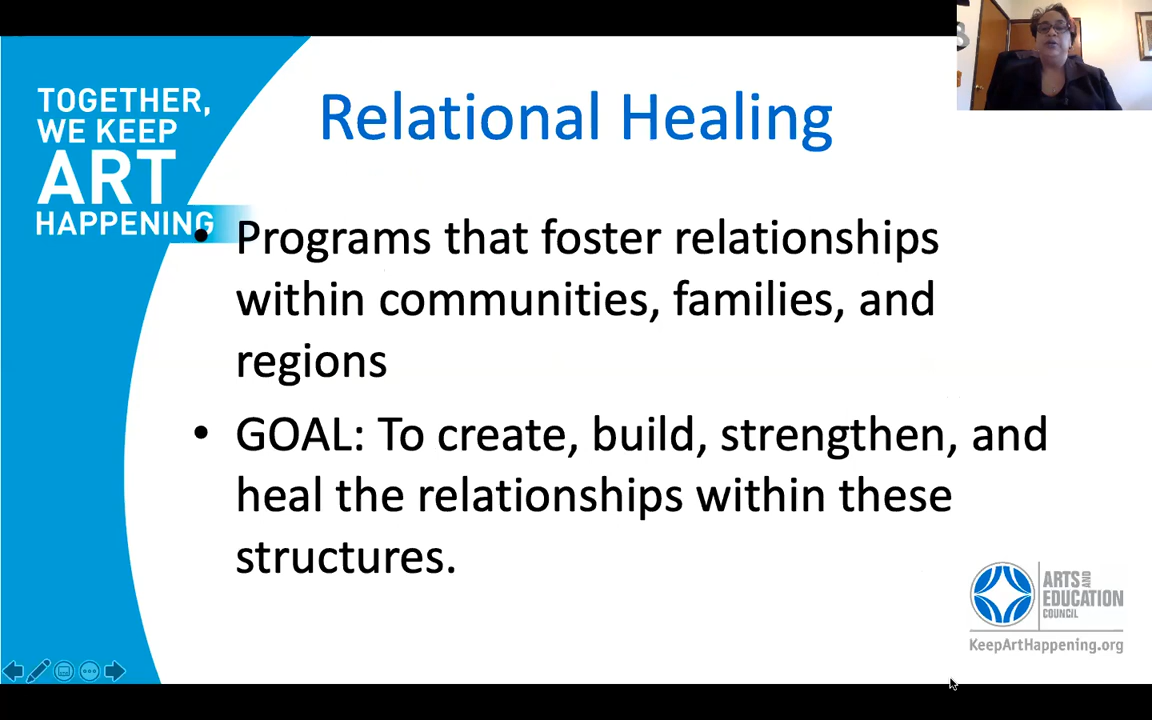 TOGETHER,
WE KEEP
ART
HAPPENING
Relational Healing
• Programs that foster relationships
within communities, families, and
regions
• GOAL: To create, build, strengthen, and
heal the relationships within these
structures.
ARTS AND
EDUCATION
COUNCIL
KeepArtHappening.org